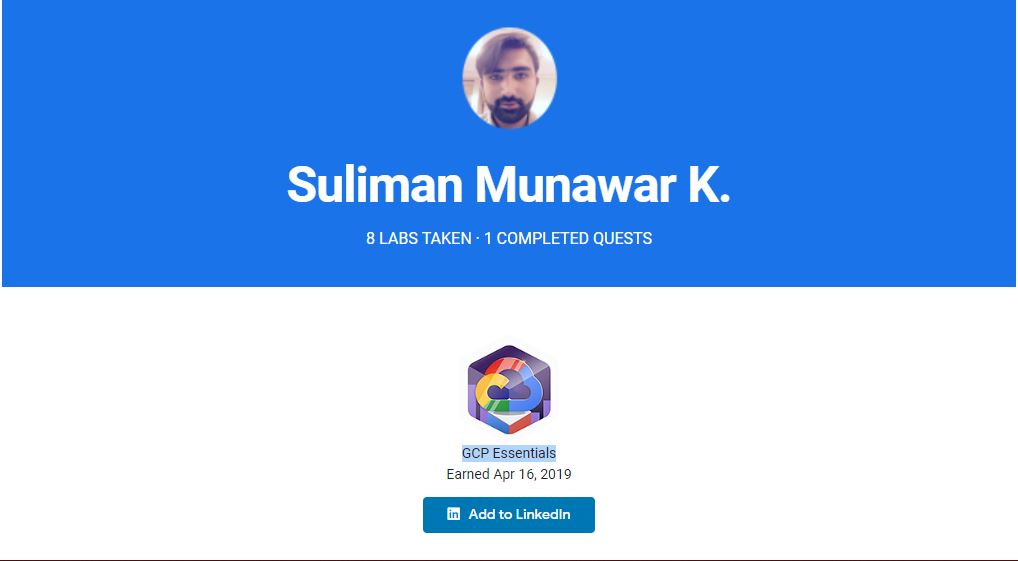 Suliman Munawar K.
8 LABS TAKEN · 1 COMPLETED QUESTS
GCP Essentials
Earned Apr 16, 2019
in Add to LinkedIn